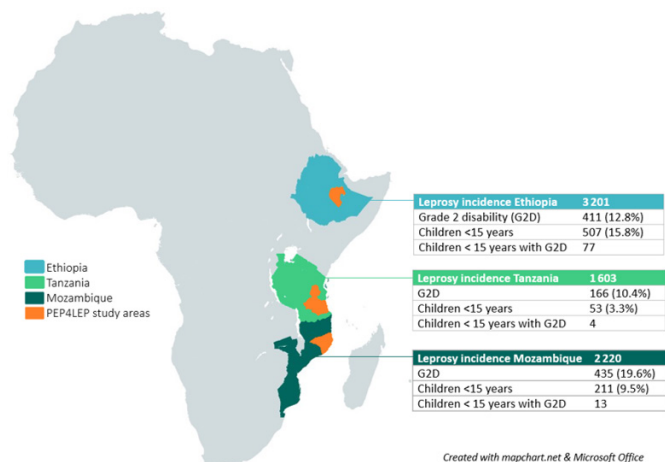 Leprosy incidence Ethiopia 3 201
Grade 2 disability (G2D) 411 (12.8%)
Children <15 years 507 (15.8%)
Children < 15 years with G2D 77
Ethiopia
Tanzania
Mozambique
PEP4LEP study areas
Leprosy incidence Tanzania 1 603
G2D 166 (10.4%)
Children <15 years 53 (3.3%)
Children < 15 years with G2D 4
Leprosy incidence Mozambique 2 220
G2D 435 (19.6%)
Children <15 years 211 (9.5%)
Children < 15 years with G2D 13
Created with mapchart.net & Microsoft Office